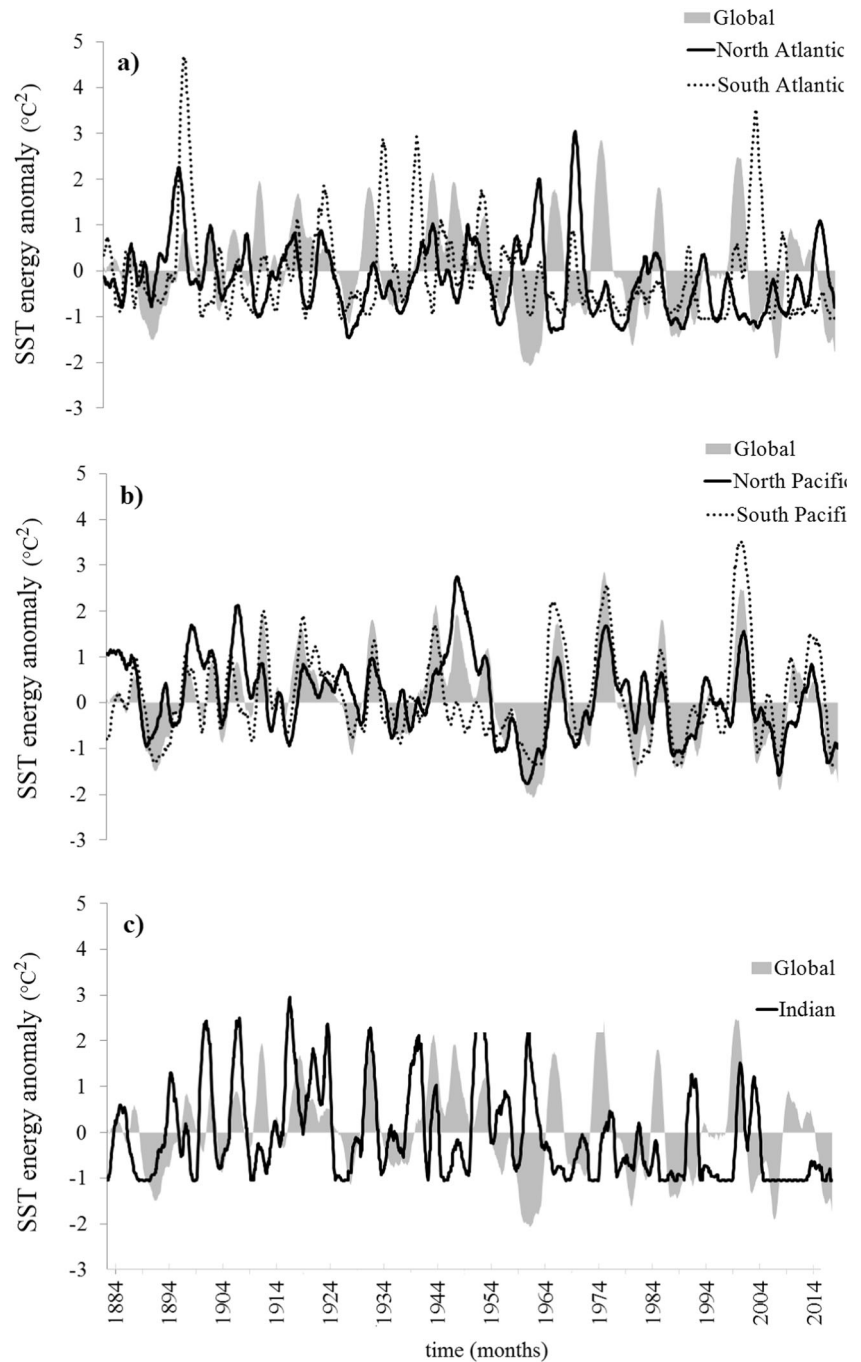 Global
North Atlantic
South Atlantic
a)
SST energy anomaly (°C²)
5
4
3
2
1
0
-1
-2
-3
Global
North Pacific
South Pacifi
b)
SST energy anomaly (°C²)
5
4
3
2
1
0
-1
-2
-3
c)
Global
Indian
SST energy anomaly (°C²)
5
4
3
2
1
0
-1
-2
-3
1884 1894 1904 1914 1924 1934 1944 1954 1964 1974 1984 1994 2004 2014
time (months)